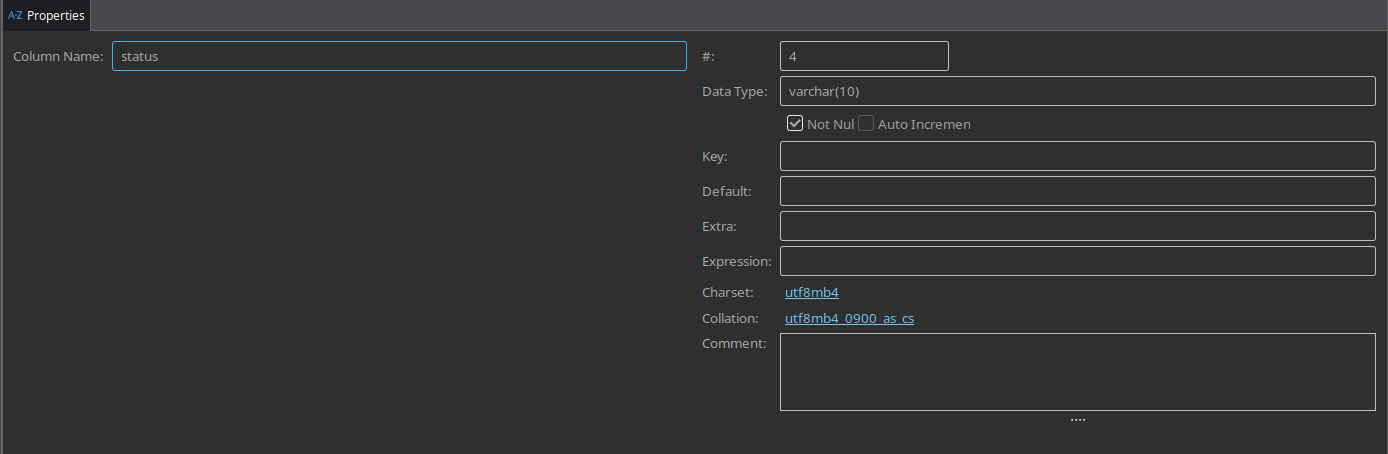 A-Z Properties
Column Name: status
#: 4
Data Type: varchar(10)
Not Nul Auto Incremen
Key:
Default:
Extra:
Expression:
Charset: utf8mb4
Collation: utf8mb4_0900_as_cs
Comment:
....